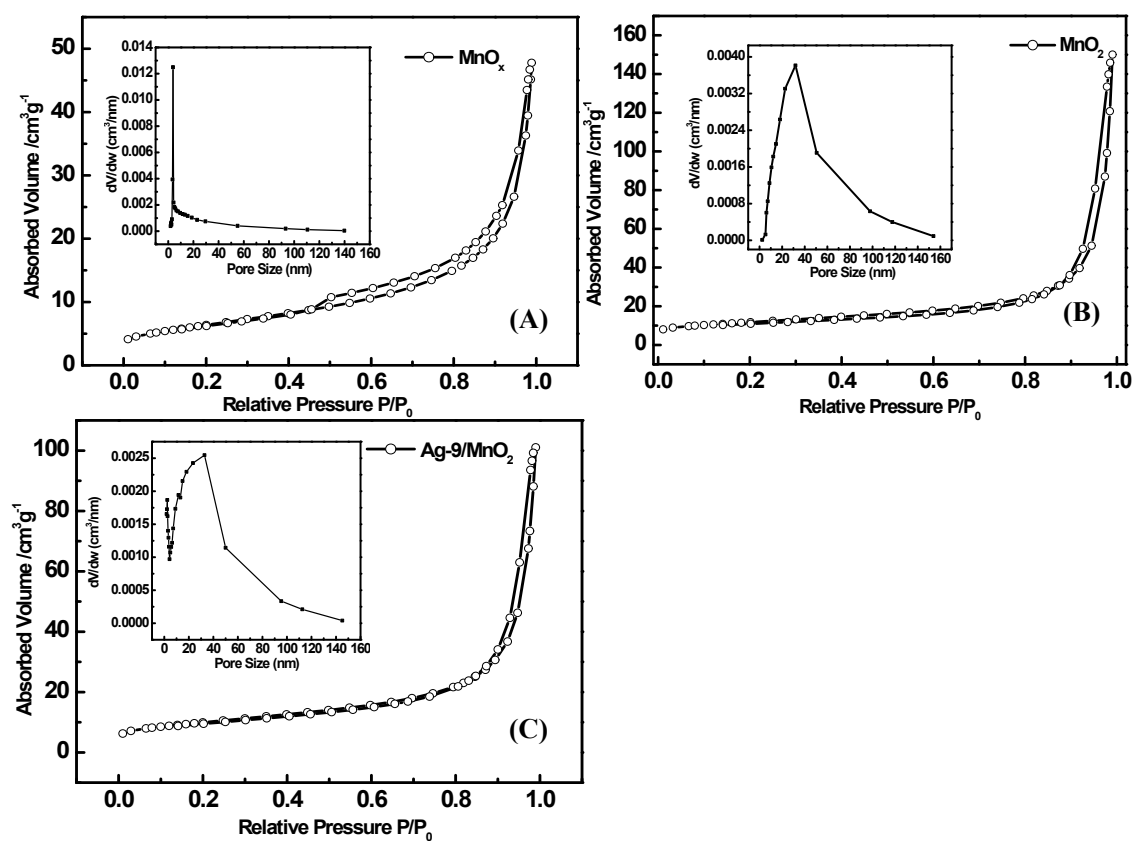 MnOx
Absorbed Volume /cm3g-1
50
40
30
20
10
0
0.0 0.2 0.4 0.6 0.8 1.0
Relative Pressure P/P0
(A)
dV/dw (cm3/nm)
0.014
0.012
0.010
0.008
0.006
0.004
0.002
0.000
0 20 40 60 80 100 120 140 160
Pore Size (nm)
MnO2
Absorbed Volume /cm3g-1
160
140
120
100
80
60
40
20
0
0.0 0.2 0.4 0.6 0.8 1.0
Relative Pressure P/P0
(B)
dV/dw (cm3/nm)
0.0040
0.0032
0.0024
0.0016
0.0008
0.0000
0 20 40 60 80 100 120 140 160
Pore Size (nm)
Ag-9/MnO2
Absorbed Volume /cm3g-1
100
80
60
40
20
0
0.0 0.2 0.4 0.6 0.8 1.0
Relative Pressure P/P0
(C)
dV/dw (cm3/nm)
0.0025
0.0020
0.0015
0.0010
0.0005
0.0000
0 20 40 60 80 100 120 140 160
Pore Size (nm)